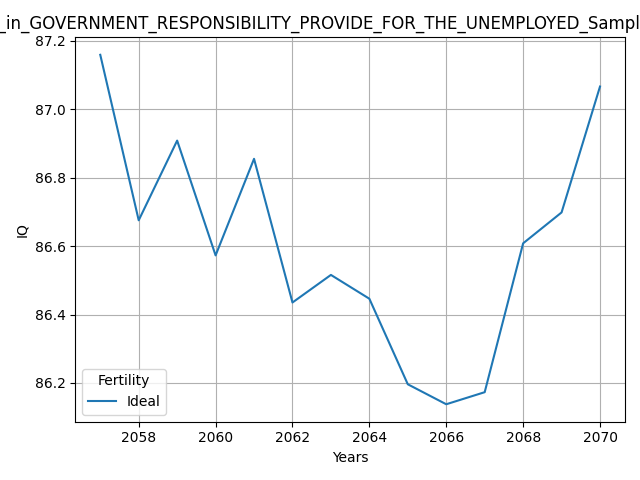 _in_GOVERNMENT_RESPONSIBILITY_PROVIDE_FOR_THE_UNEMPLOYED_Sampl
87.2
87.0
86.8
86.6
86.4
86.2
IQ
Fertility
Ideal
2058 2060 2062 2064 2066 2068 2070
Years